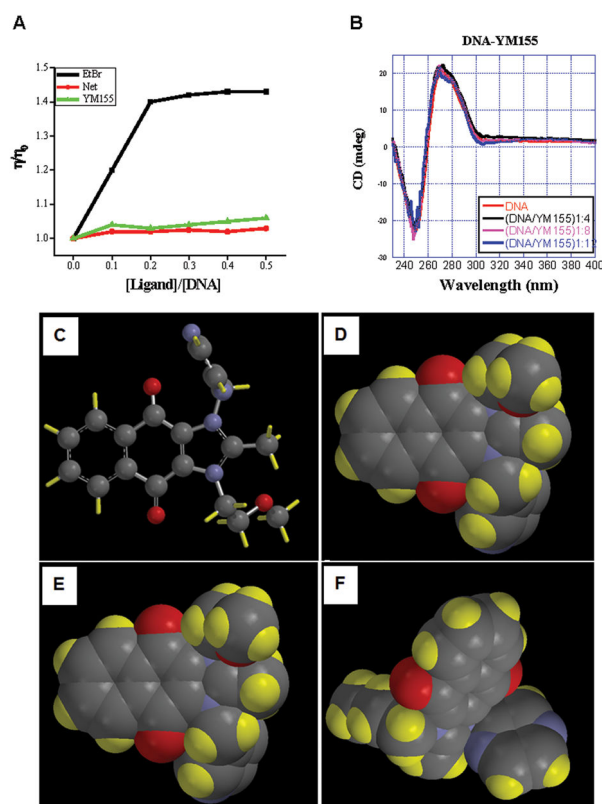 A
B
DNA-YM155
1.5
EtBr
Net
YM155
1.4
1.3
1.2
1.1
1.0
η/η0
0.0 0.1 0.2 0.3 0.4 0.5
[Ligand]/[DNA]
20
10
0
-10
-20
-30
CD (mdeg)
DNA
(DNA/YM155)1:4
(DNA/YM155)1:8
(DNA/YM155)1:1
240 260 280 300 320 340 360 380 400
Wavelength (nm)
C
D
E
F